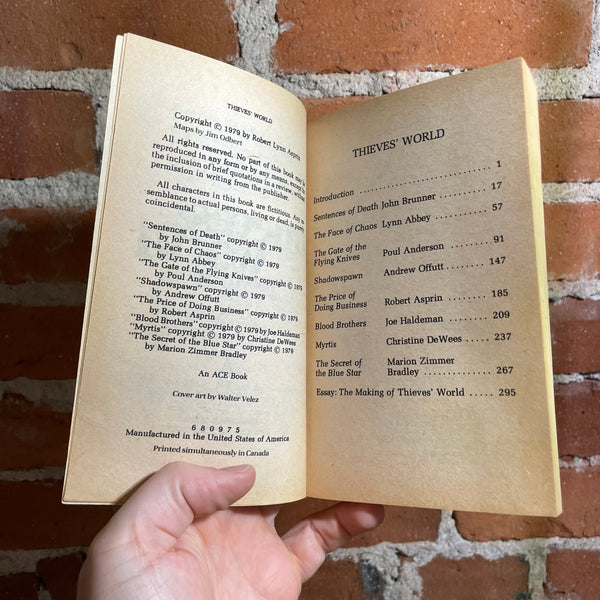 THIEVES' WORLD
Copyright © 1979 by Robert Lynn Asprin
Maps by Jim Odbert
All rights reserved. No part of this book may be
reproduced in any form or by any means, except
the inclusion of brief quotations in a review, without
permission in writing from the publisher.
All characters in this book are fictitious. Any re-
semblance to actual persons, living or dead, is purely
coincidental.
"Sentences of Death" copyright © 1979
by John Brunner
"The Face of Chaos" copyright © 1979
by Lynn Abbey
"The Gate of the Flying Knives" copyright © 1979
by Poul Anderson
"Shadowspawn" copyright © 1979
by Andrew Offutt
"The Price of Doing Business" copyright © 1979
by Robert Asprin
"Blood Brothers" copyright © 1979 by Joe Haldeman
"Myrtis" copyright © 1979 by Christine DeWees
"The Secret of the Blue Star" copyright © 1979
by Marion Zimmer Bradley
An ACE Book
Cover art by Walter Velez
6 8 0 9 7 5
Manufactured in the United States of America
Printed simultaneously in Canada
THIEVES' WORLD
Introduction 1
Sentences of Death John Brunner 17
The Face of Chaos Lynn Abbey 57
The Gate of the
Flying Knives Poul Anderson 91
Shadowspawn Andrew Offutt 147
The Price of
Doing Business Robert Asprin 185
Blood Brothers Joe Haldeman 209
Myrtis Christine DeWees 237
The Secret of Marion Zimmer
the Blue Star Bradley 267
Essay: The Making of Thieves' World 295